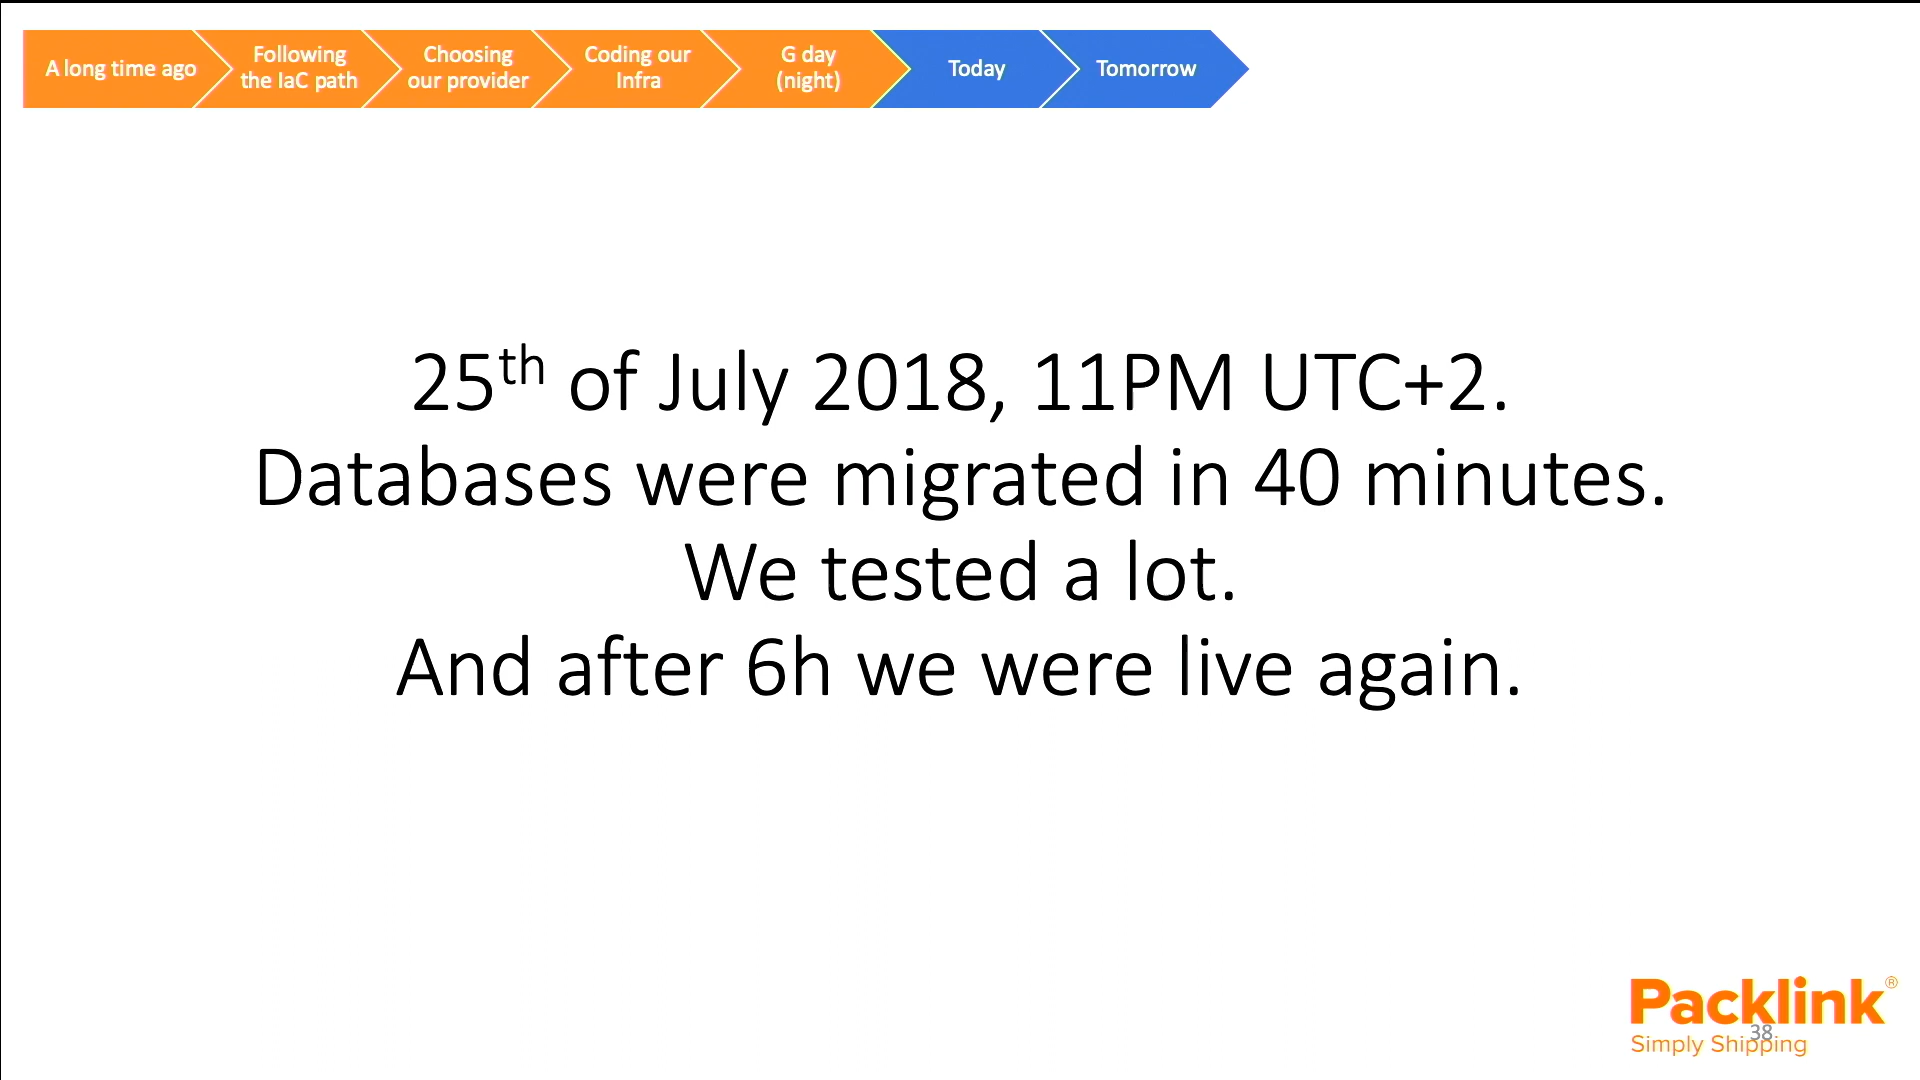 A long time ago
Following
the IaC path
Choosing
our provider
Coding our
Infra
G day
(night)
Today
Tomorrow
25th of July 2018, 11PM UTC+2.
Databases were migrated in 40 minutes.
We tested a lot.
And after 6h we were live again.
Packlink®
38
Simply Shipping